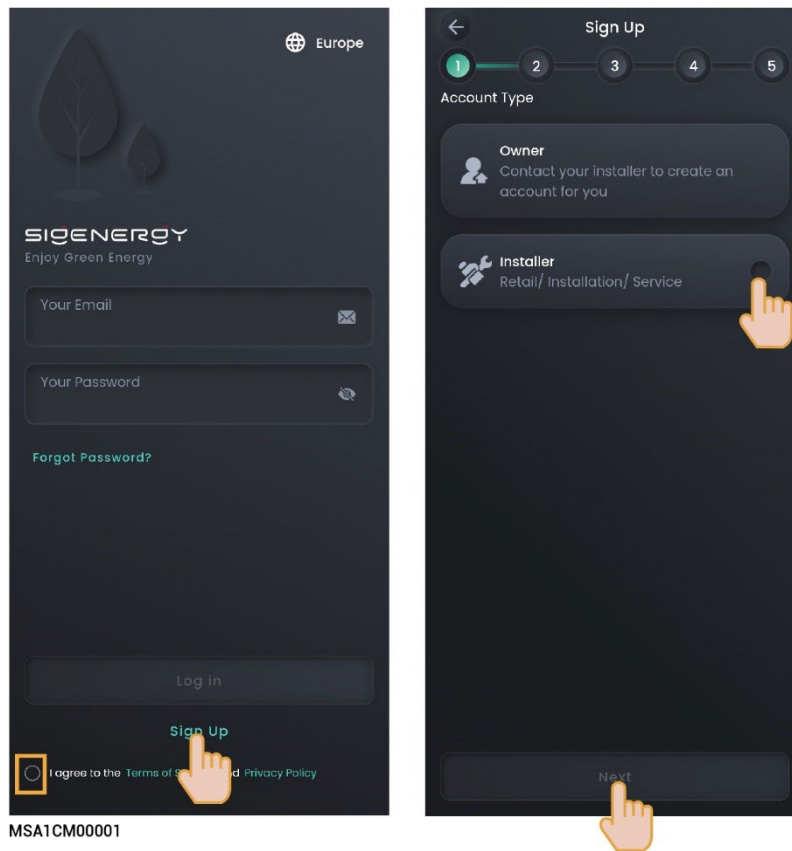 Europe
SIGENERGY
Enjoy Green Energy
Your Email
Your Password
Forgot Password?
Log in
Sign Up
I agree to the Terms of S d Privacy Policy
MSA1CM00001
Sign Up
1 2 3 4 5
Account Type
Owner
Contact your installer to create an
account for you
Installer
Retail/ Installation/ Service
Next